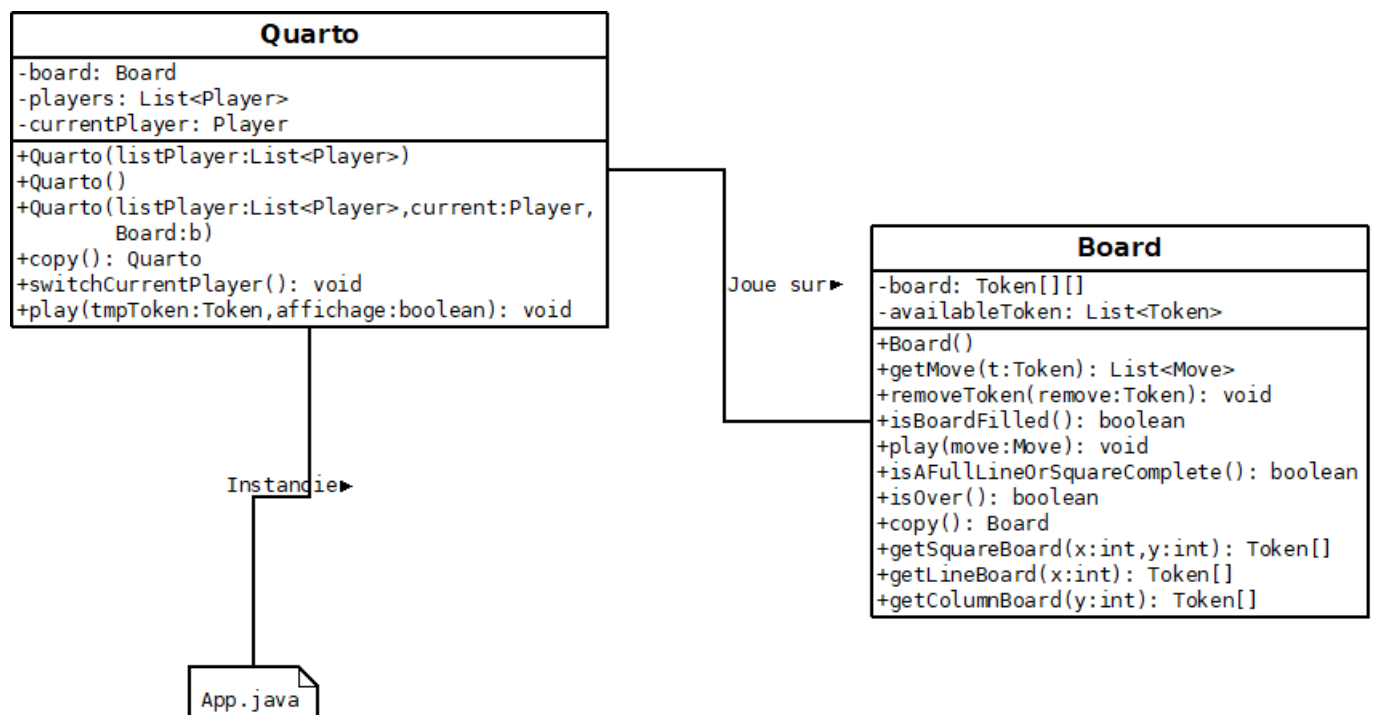 Quarto
-board: Board
-players: List<Player>
-currentPlayer: Player
+Quarto(listPlayer:List<Player>)
+Quarto()
+Quarto(listPlayer:List<Player>,current:Player,
Board:b)
+copy(): Quarto
+switchCurrentPlayer(): void
+play(tmpToken:Token,affichage:boolean): void
Joue sur
Board
-board: Token[][]
-availableToken: List<Token>
+Board()
+getMove(t:Token): List<Move>
+removeToken(remove:Token): void
+isBoardFilled(): boolean
+play(move:Move): void
+isAFullLineOrSquareComplete(): boolean
+isOver(): boolean
+copy(): Board
+getSquareBoard(x:int,y:int): Token[]
+getLineBoard(x:int): Token[]
+getColumnBoard(y:int): Token[]
Instancie
App.java